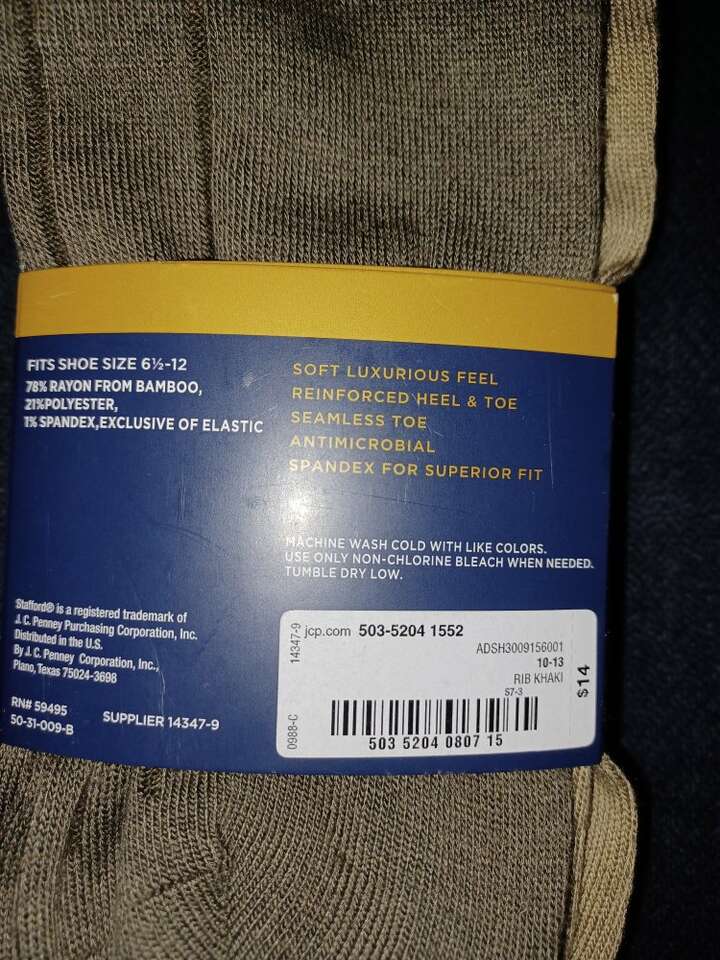 FITS SHOE SIZE 6½-12
78% RAYON FROM BAMBOO,
21%POLYESTER,
1% SPANDEX,EXCLUSIVE OF ELASTIC
SOFT LUXURIOUS FEEL
REINFORCED HEEL & TOE
SEAMLESS TOE
ANTIMICROBIAL
SPANDEX FOR SUPERIOR FIT
MACHINE WASH COLD WITH LIKE COLORS.
USE ONLY NON-CHLORINE BLEACH WHEN NEEDED.
TUMBLE DRY LOW.
Stafford® is a registered trademark of
J. C. Penney Purchasing Corporation, Inc.
Distributed in the U.S.
By J. C. Penney Corporation, Inc.,
Plano, Texas 75024-3698
RN# 59495
50-31-009-B
SUPPLIER 14347-9
14347-9
jcp.com 503-5204 1552
ADSH3009156001
10-13
RIB KHAKI
S7-3
$14
0988-C
503 5204 0807 15